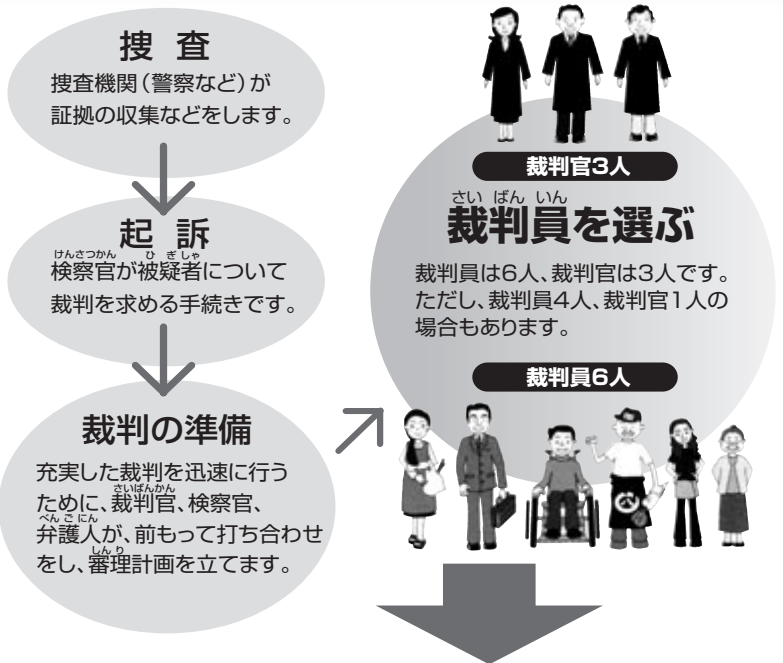 捜査
捜査機関（警察など）が
証拠の収集などをします。
起訴
けんさつかん ひぎしゃ
検察官が被疑者について
裁判を求める手続きです。
裁判の準備
充実した裁判を迅速に行う
さいばんかん
ために、裁判官、検察官、
べんごにん
弁護人が、前もって打ち合わせ
しんり
をし、審理計画を立てます。
裁判官3人
さいばんいん
裁判員を選ぶ
裁判員は6人、裁判官は3人です。
ただし、裁判員4人、裁判官1人の
場合もあります。
裁判員6人